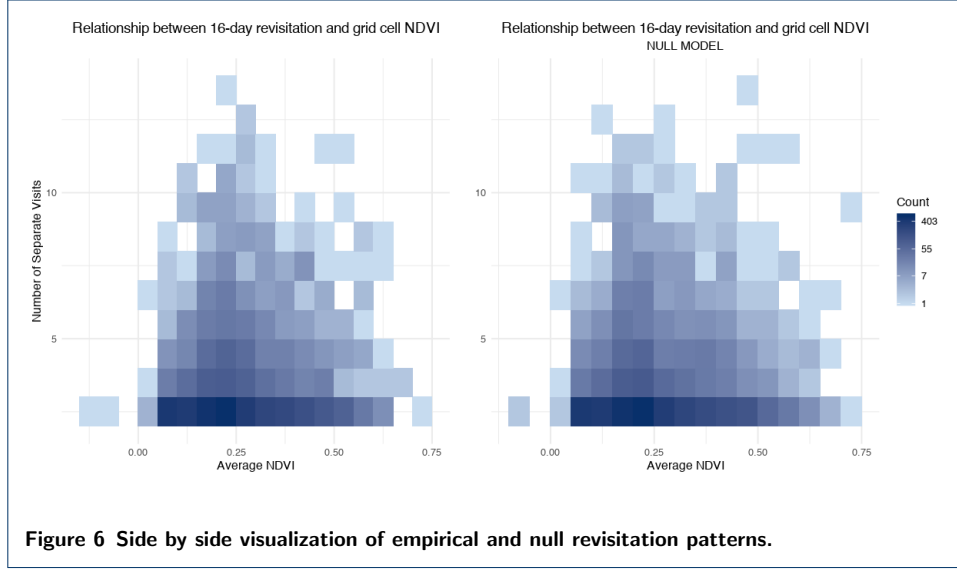 Relationship between 16-day revisitation and grid cell NDVI
Number of Separate Visits
10
5
0.00
0.25
0.50
0.75
Average NDVI
Relationship between 16-day revisitation and grid cell NDVI
NULL MODEL
10
5
0.00
0.25
0.50
0.75
Average NDVI
Count
403
55
7
1
Figure 6 Side by side visualization of empirical and null revisitation patterns.